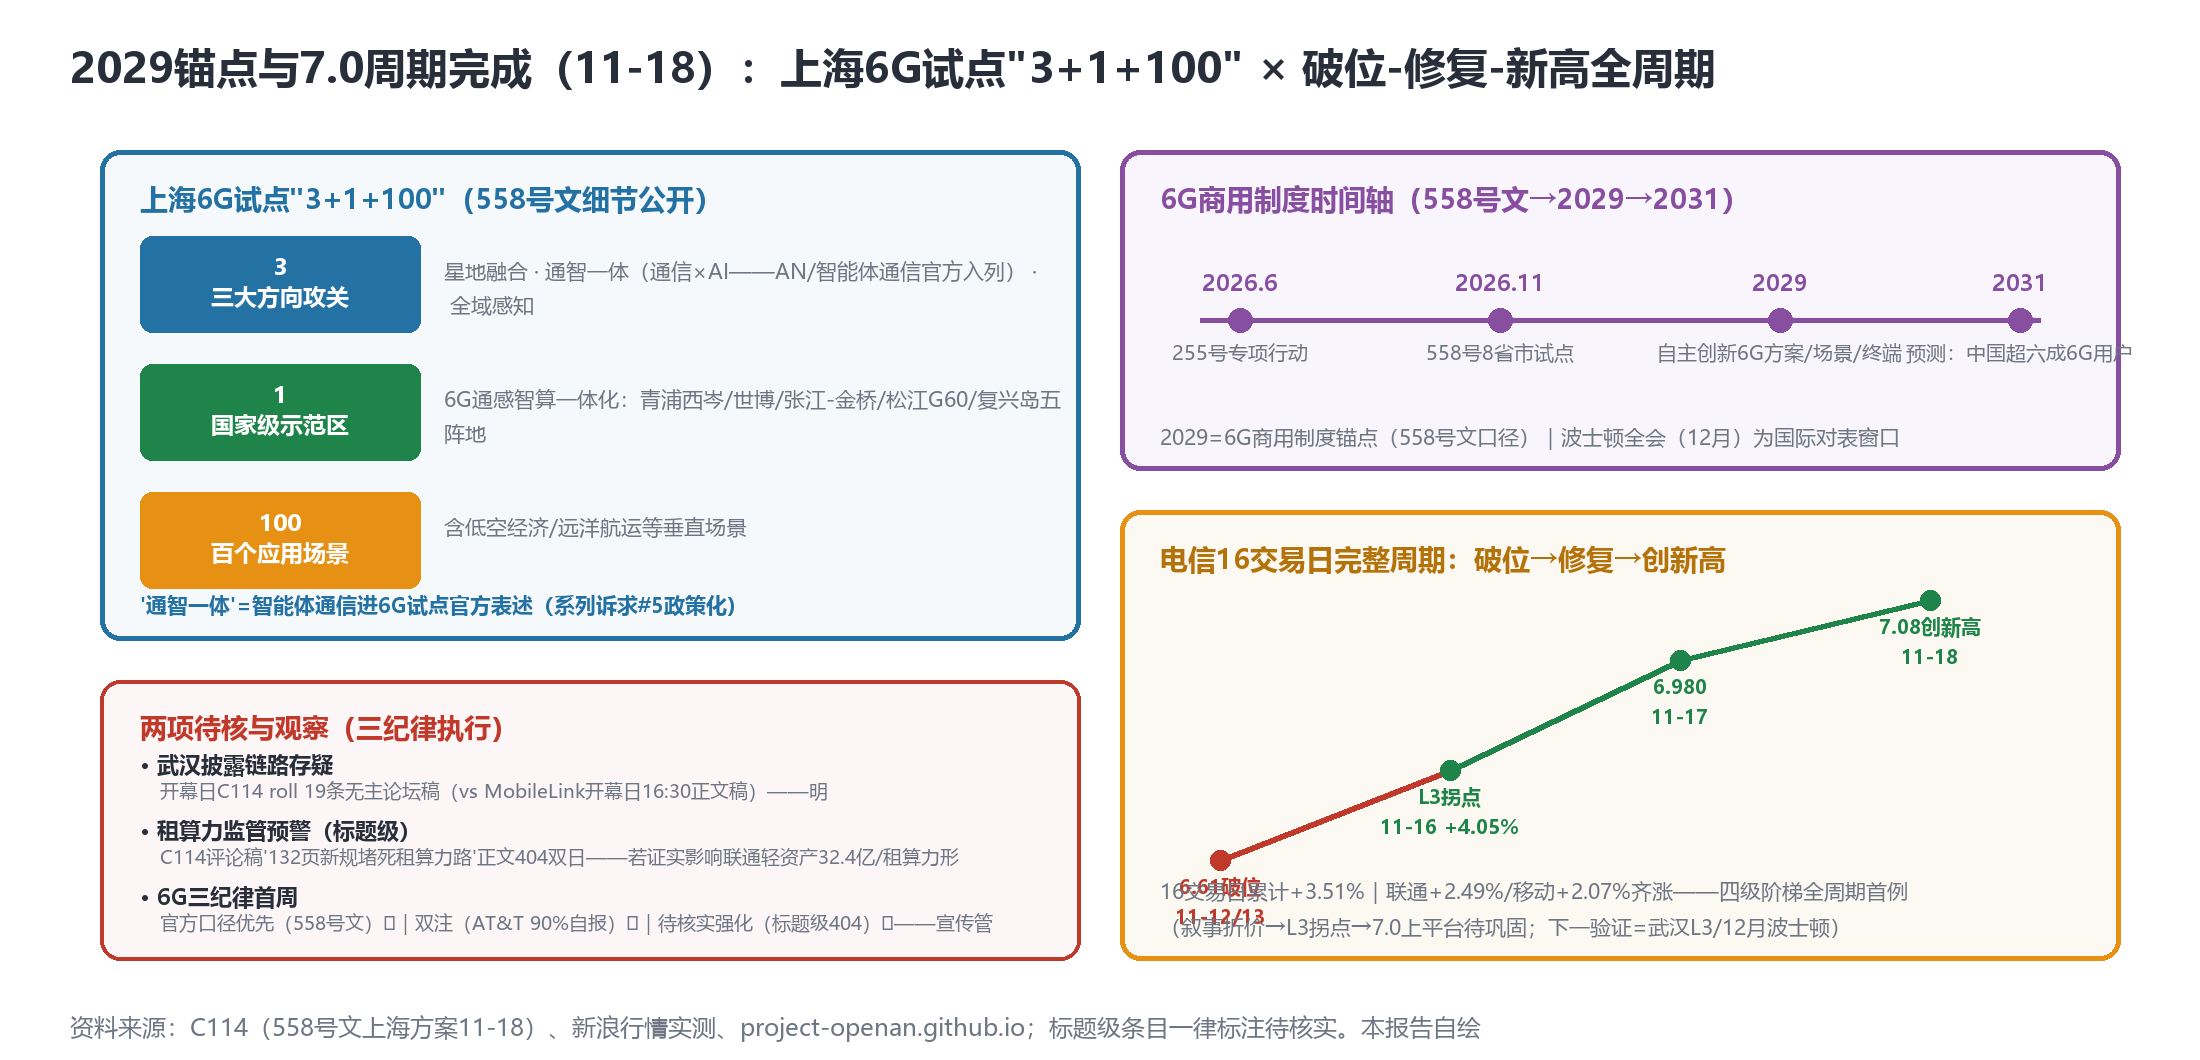 2029锚点与7.0周期完成（11-18）：上海6G试点"3+1+100" × 破位-修复-新高全周期
上海6G试点"3+1+100"（558号文细节公开）
3
三大方向攻关
星地融合 · 通智一体（通信×AI——AN/智能体通信官方入列） ·
全域感知
1
国家级示范区
6G通感智算一体化：青浦西岑/世博/张江-金桥/松江G60/复兴岛五
阵地
100
百个应用场景
含低空经济/远洋航运等垂直场景
'通智一体'=智能体通信进6G试点官方表述（系列诉求#5政策化）
两项待核与观察（三纪律执行）
• 武汉披露链路存疑
开幕日C114 roll 19条无主论坛稿（vs MobileLink开幕日16:30正文稿）——明
• 租算力监管预警（标题级）
C114评论稿'132页新规堵死租算力路'正文404双日——若证实影响联通轻资产32.4亿/租算力形
• 6G三纪律首周
官方口径优先（558号文）▯｜双注（AT&T 90%自报）▯｜待核实强化（标题级404）▯——宣传管
6G商用制度时间轴（558号文→2029→2031）
2026.6
2026.11
2029
2031
255号专项行动
558号8省市试点
自主创新6G方案/场景/终端
预测：中国超六成6G用户
2029=6G商用制度锚点（558号文口径）｜波士顿全会（12月）为国际对表窗口
电信16交易日完整周期：破位→修复→创新高
7.08创新高
11-18
6.980
11-17
L3拐点
11-16 +4.05%
6.61破位
11-12/13
16交易日累计+3.51%｜联通+2.49%/移动+2.07%齐涨——四级阶梯全周期首例
（叙事折价→L3拐点→7.0上平台待巩固；下一验证=武汉L3/12月波士顿）
资料来源：C114（558号文上海方案11-18）、新浪行情实测、project-openan.github.io；标题级条目一律标注待核实。本报告自绘